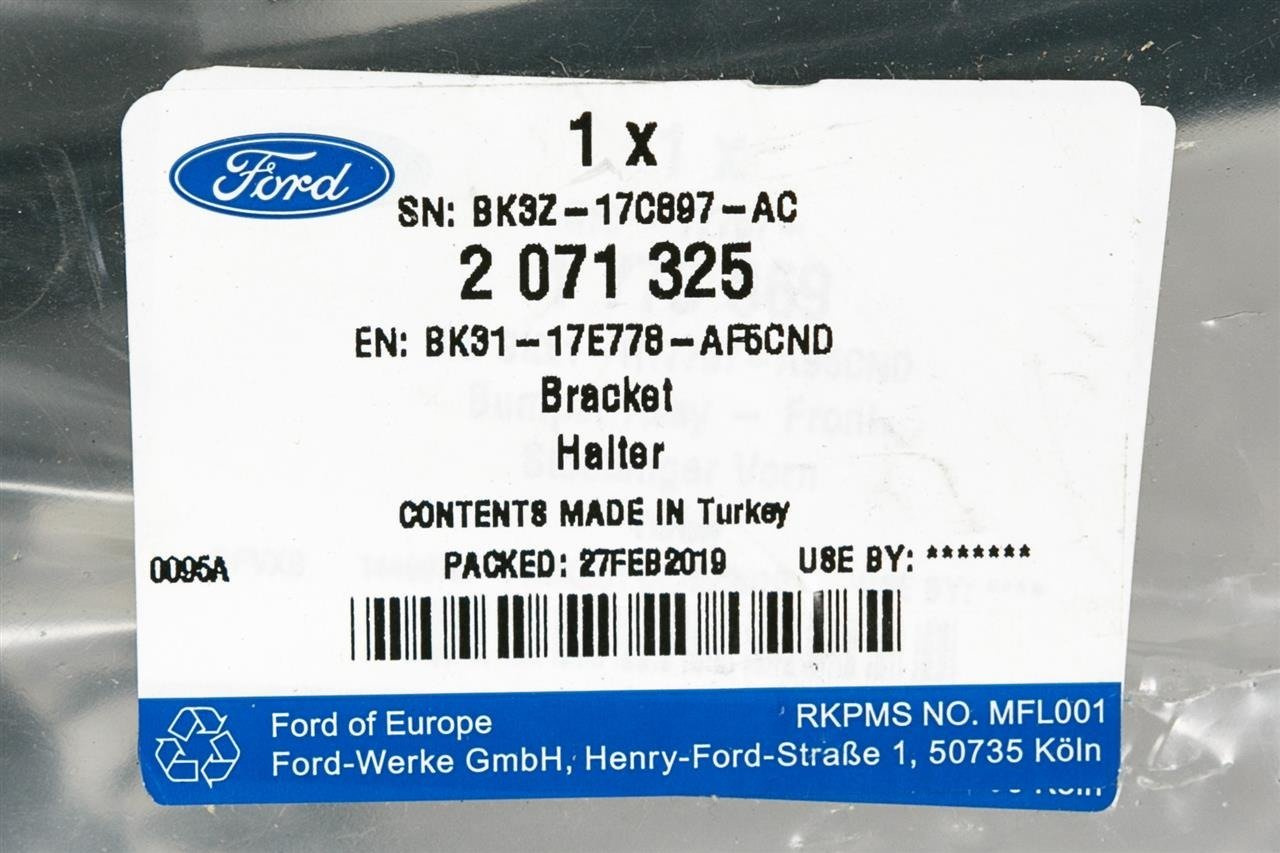 1 x
Ford
SN: BK3Z-17C897-AC
2 071 325
EN: BK31-17E778-AF5CND
Bracket
Halter
CONTENTS MADE IN Turkey
0095A PACKED: 27FEB2019 USE BY: *******
Ford of Europe RKPMS NO. MFL001
Ford-Werke GmbH, Henry-Ford-Straße 1, 50735 Köln